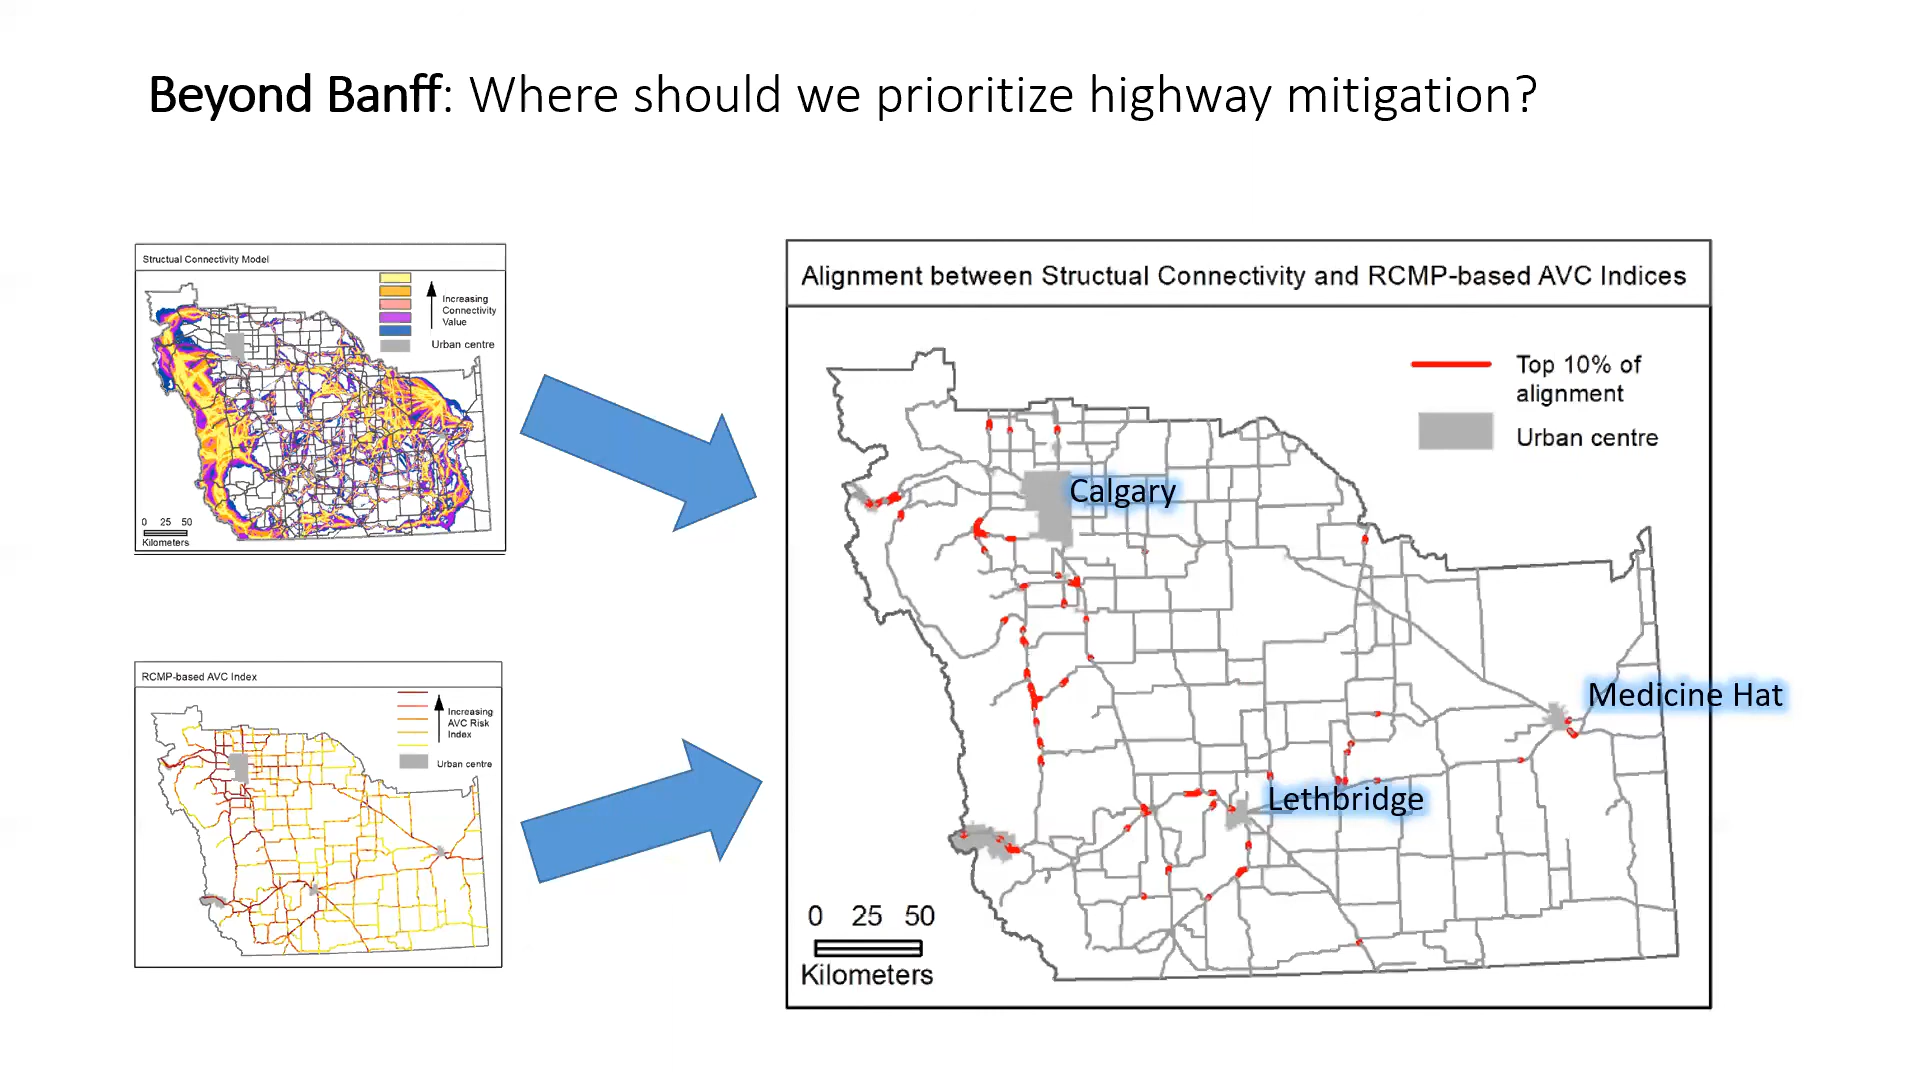 Beyond Banff: Where should we prioritize highway mitigation?
Structual Connectivity Model
Increasing
Connectivity
Value
Urban centre
0 25 50
Kilometers
RCMP-based AVC Index
Increasing
AVC Risk
Index
Urban centre
Alignment between Structual Connectivity and RCMP-based AVC Indices
Top 10% of
alignment
Urban centre
Calgary
Medicine Hat
Lethbridge
0 25 50
Kilometers